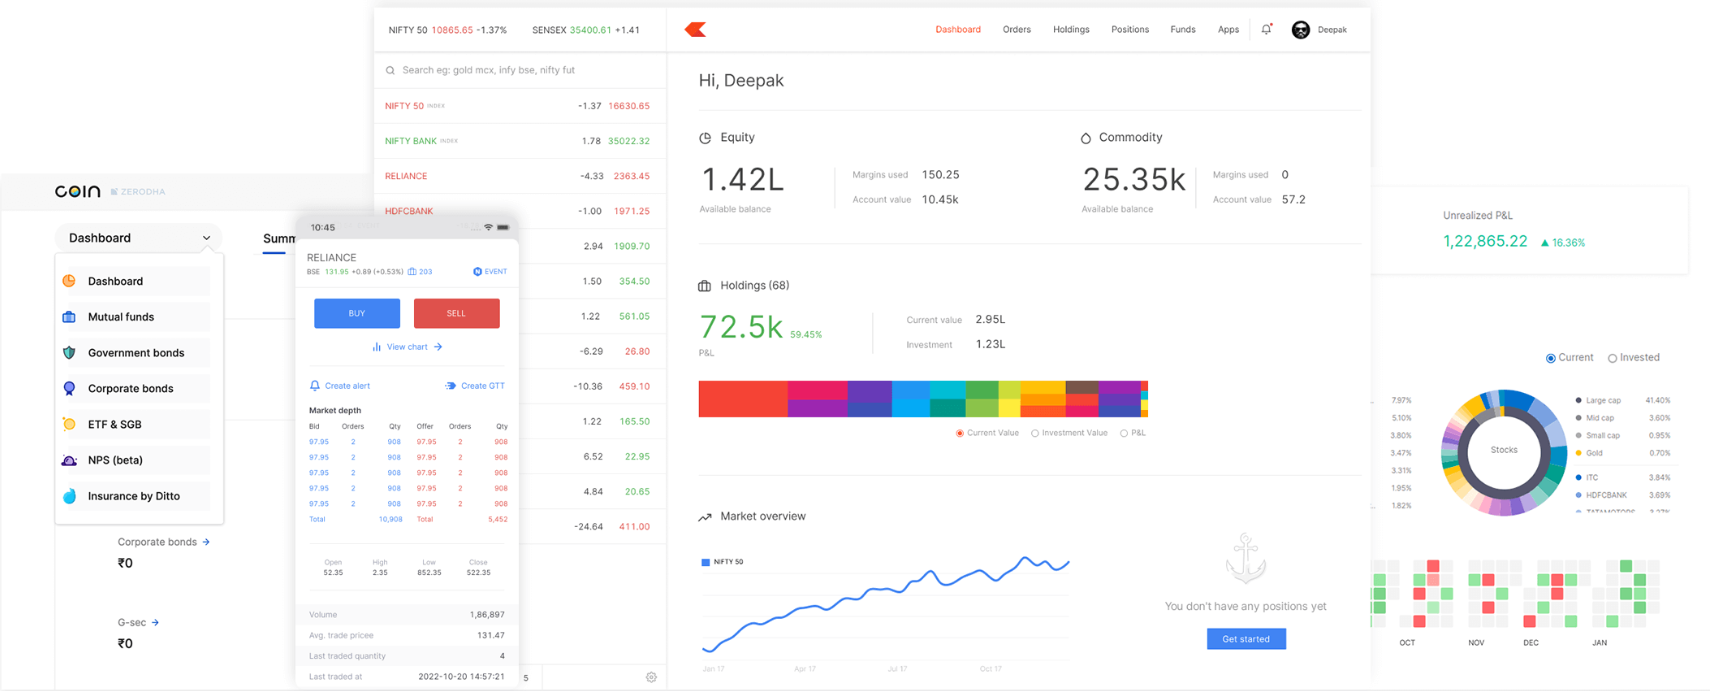 NIFTY 50 10865.65 -1.37% SENSEX 35400.61 +1.41
Dashboard Orders Holdings Positions Funds Apps Deepak
Search eg: gold mcx, infy bse, nifty fut
NIFTY 50 INDEX -1.37 16630.65
NIFTY BANK INDEX 1.78 35022.32
RELIANCE -4.33 2363.45
HDFCBANK -1.00 1971.25
2.94 1909.70
1.50 354.50
1.22 561.05
-6.29 26.80
-10.36 459.10
1.22 165.50
6.52 22.95
4.84 20.65
-24.64 411.00
5
COIN ZERODHA
Dashboard
Summ
Dashboard
Mutual funds
Government bonds
Corporate bonds
ETF & SGB
NPS (beta)
Insurance by Ditto
Corporate bonds →
₹0
G-sec →
₹0
10:45
RELIANCE
BSE 131.95 +0.89 (+0.53%) 203 EVENT
BUY SELL
View chart →
Create alert Create GTT
Market depth
Bid Orders Qty Offer Orders Qty
97.95 2 908 97.95 2 908
97.95 2 908 97.95 2 908
97.95 2 908 97.95 2 908
97.95 2 908 97.95 2 908
97.95 2 908 97.95 2 908
Total 10,908 Total 5,452
Open High Low Close
52.35 2.35 852.35 522.35
Volume 1,86,897
Avg. trade pricee 131.47
Last traded quantity 4
Last traded at 2022-10-20 14:57:21
Hi, Deepak
Equity
1.42L
Available balance
Margins used 150.25
Account value 10.45k
Commodity
25.35k
Available balance
Margins used 0
Account value 57.2
Holdings (68)
72.5k 59.45%
P&L
Current value 2.95L
Investment 1.23L
Current Value Investment Value P&L
Market overview
NIFTY 50
Jan 17 Apr 17 Jul 17 Oct 17
You don't have any positions yet
Get started
Unrealized P&L
1,22,865.22 ▲ 16.36%
Current Invested
7.97%
5.10%
3.80%
3.47%
3.31%
1.95%
1.82%
Stocks
Large cap 41.40%
Mid cap 3.60%
Small cap 0.95%
Gold 0.70%
ITC 3.84%
HDFCBANK 3.69%
OCT NOV DEC JAN